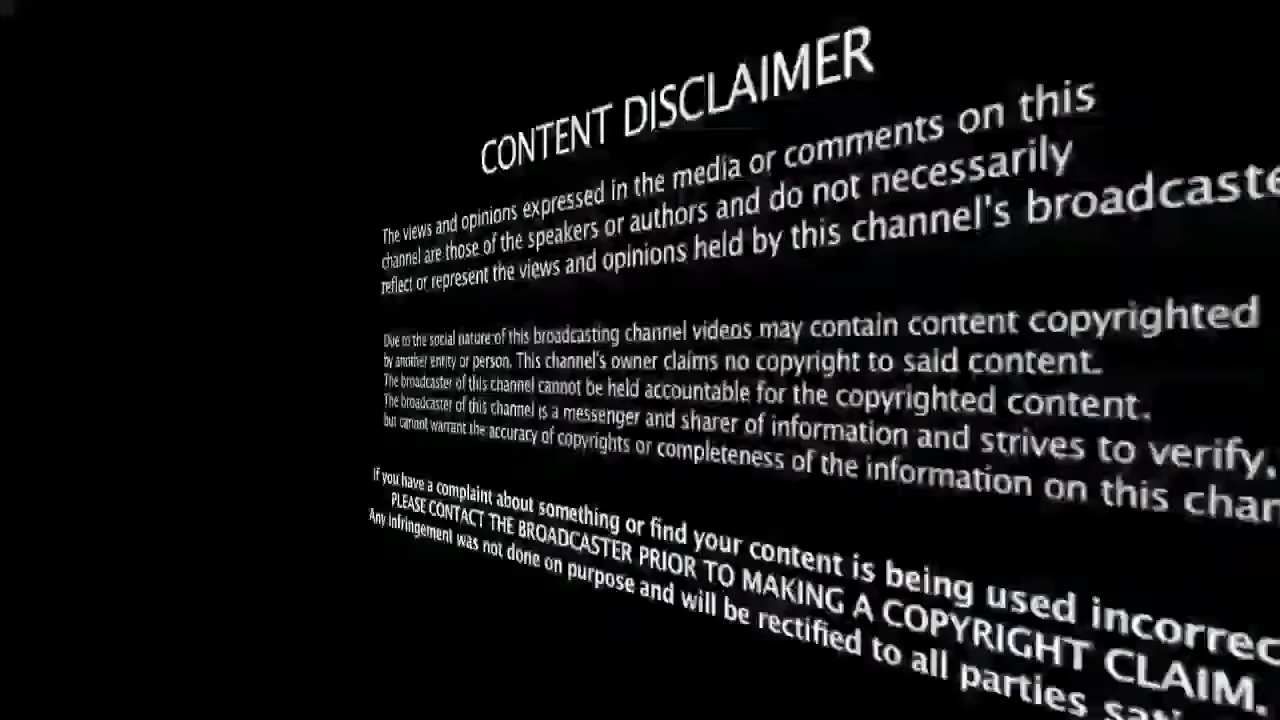 CONTENT DISCLAIMER
The views and opinions expressed in the media or comments on this
channel are those of the speakers or authors and do not necessarily
reflect or represent the views and opinions held by this channel's broadcaste
Due to the social nature of this broadcasting channel videos may contain content copyrighted
by another entity or person. This channel's owner claims no copyright to said content.
The broadcaster of this channel cannot be held accountable for the copyrighted content.
The broadcaster of this channel is a messenger and sharer of information and strives to verify,
but cannot warrant the accuracy of copyrights or completeness of the information on this chan
If you have a complaint about something or find your content is being used incorrec
PLEASE CONTACT THE BROADCASTER PRIOR TO MAKING A COPYRIGHT CLAIM.
Any infringement was not done on purpose and will be rectified to all parties